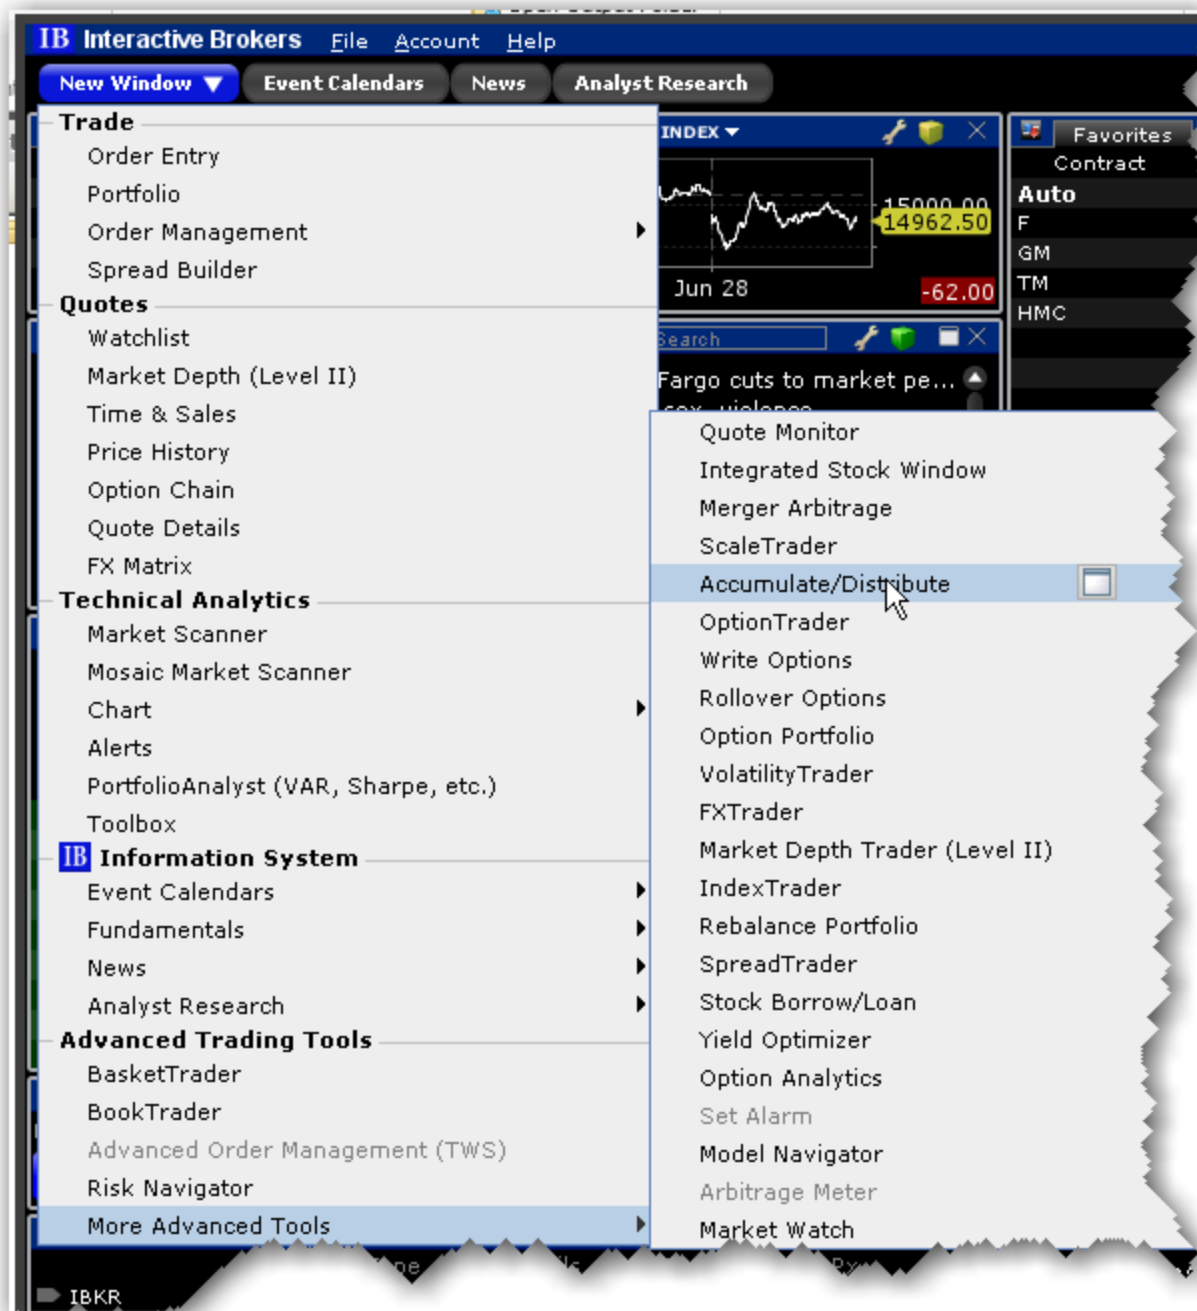 IB Interactive Brokers File Account Help
New Window ▼ Event Calendars News Analyst Research
Trade
Order Entry
Portfolio
Order Management
Spread Builder
Quotes
Watchlist
Market Depth (Level II)
Time & Sales
Price History
Option Chain
Quote Details
FX Matrix
Technical Analytics
Market Scanner
Mosaic Market Scanner
Chart
Alerts
PortfolioAnalyst (VAR, Sharpe, etc.)
Toolbox
IB Information System
Event Calendars
Fundamentals
News
Analyst Research
Advanced Trading Tools
BasketTrader
BookTrader
Advanced Order Management (TWS)
Risk Navigator
More Advanced Tools
INDEX
15000.00
14962.50
Jun 28
-62.00
Search
Fargo cuts to market pe...
Favorites
Contract
Auto
F
GM
TM
HMC
Quote Monitor
Integrated Stock Window
Merger Arbitrage
ScaleTrader
Accumulate/Distribute
OptionTrader
Write Options
Rollover Options
Option Portfolio
VolatilityTrader
FXTrader
Market Depth Trader (Level II)
IndexTrader
Rebalance Portfolio
SpreadTrader
Stock Borrow/Loan
Yield Optimizer
Option Analytics
Set Alarm
Model Navigator
Arbitrage Meter
Market Watch
IBKR